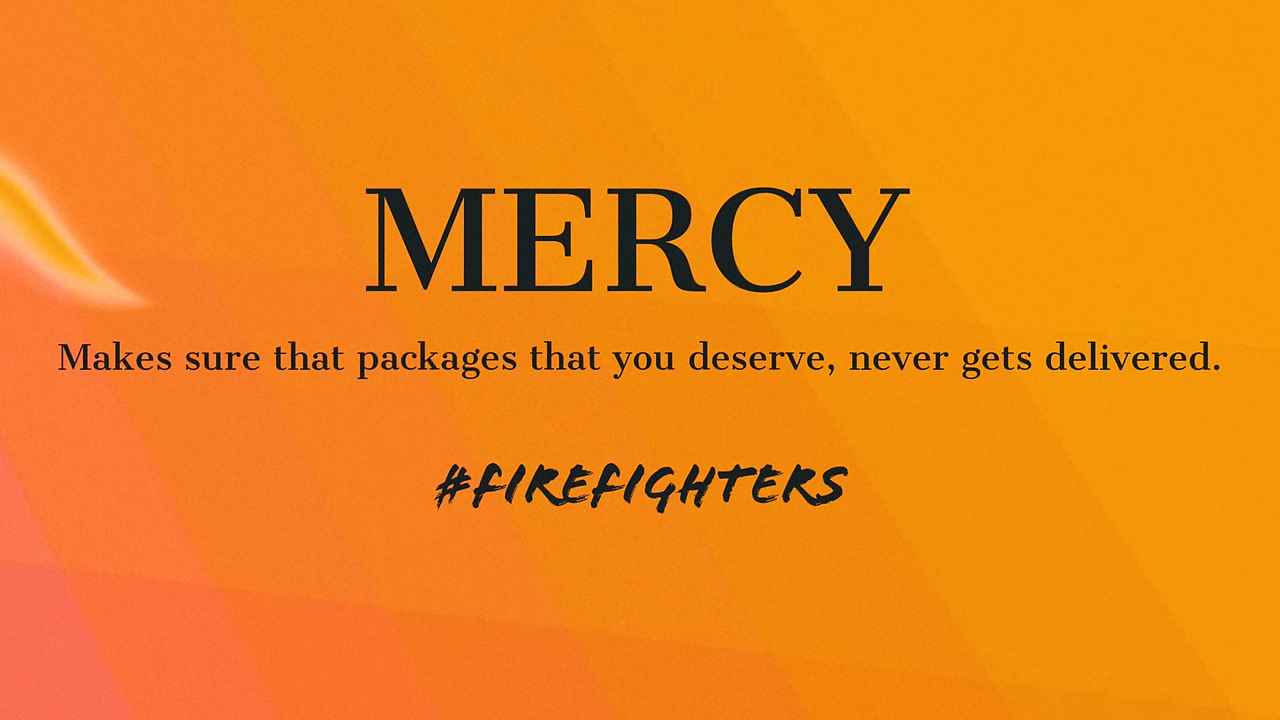 MERCY
Makes sure that packages that you deserve, never gets delivered.
#FIREFIGHTERS